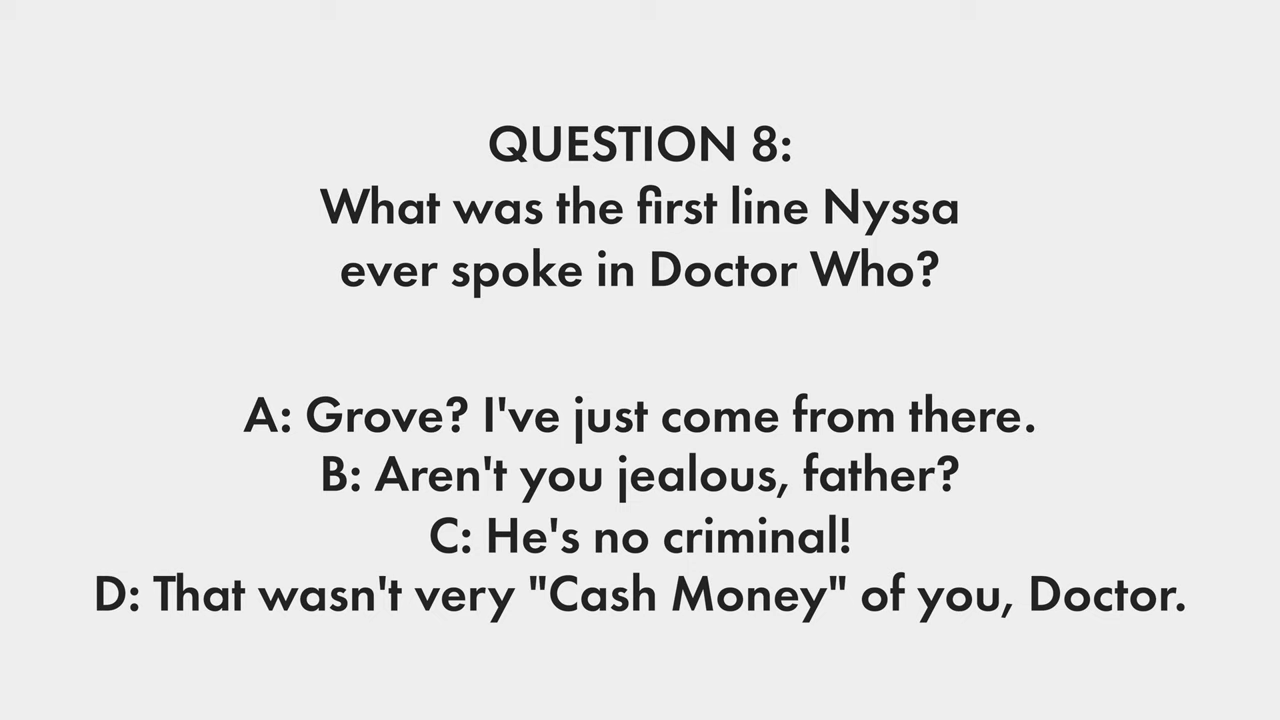 QUESTION 8:
What was the first line Nyssa
ever spoke in Doctor Who?
A: Grove? I've just come from there.
B: Aren't you jealous, father?
C: He's no criminal!
D: That wasn't very "Cash Money" of you, Doctor.